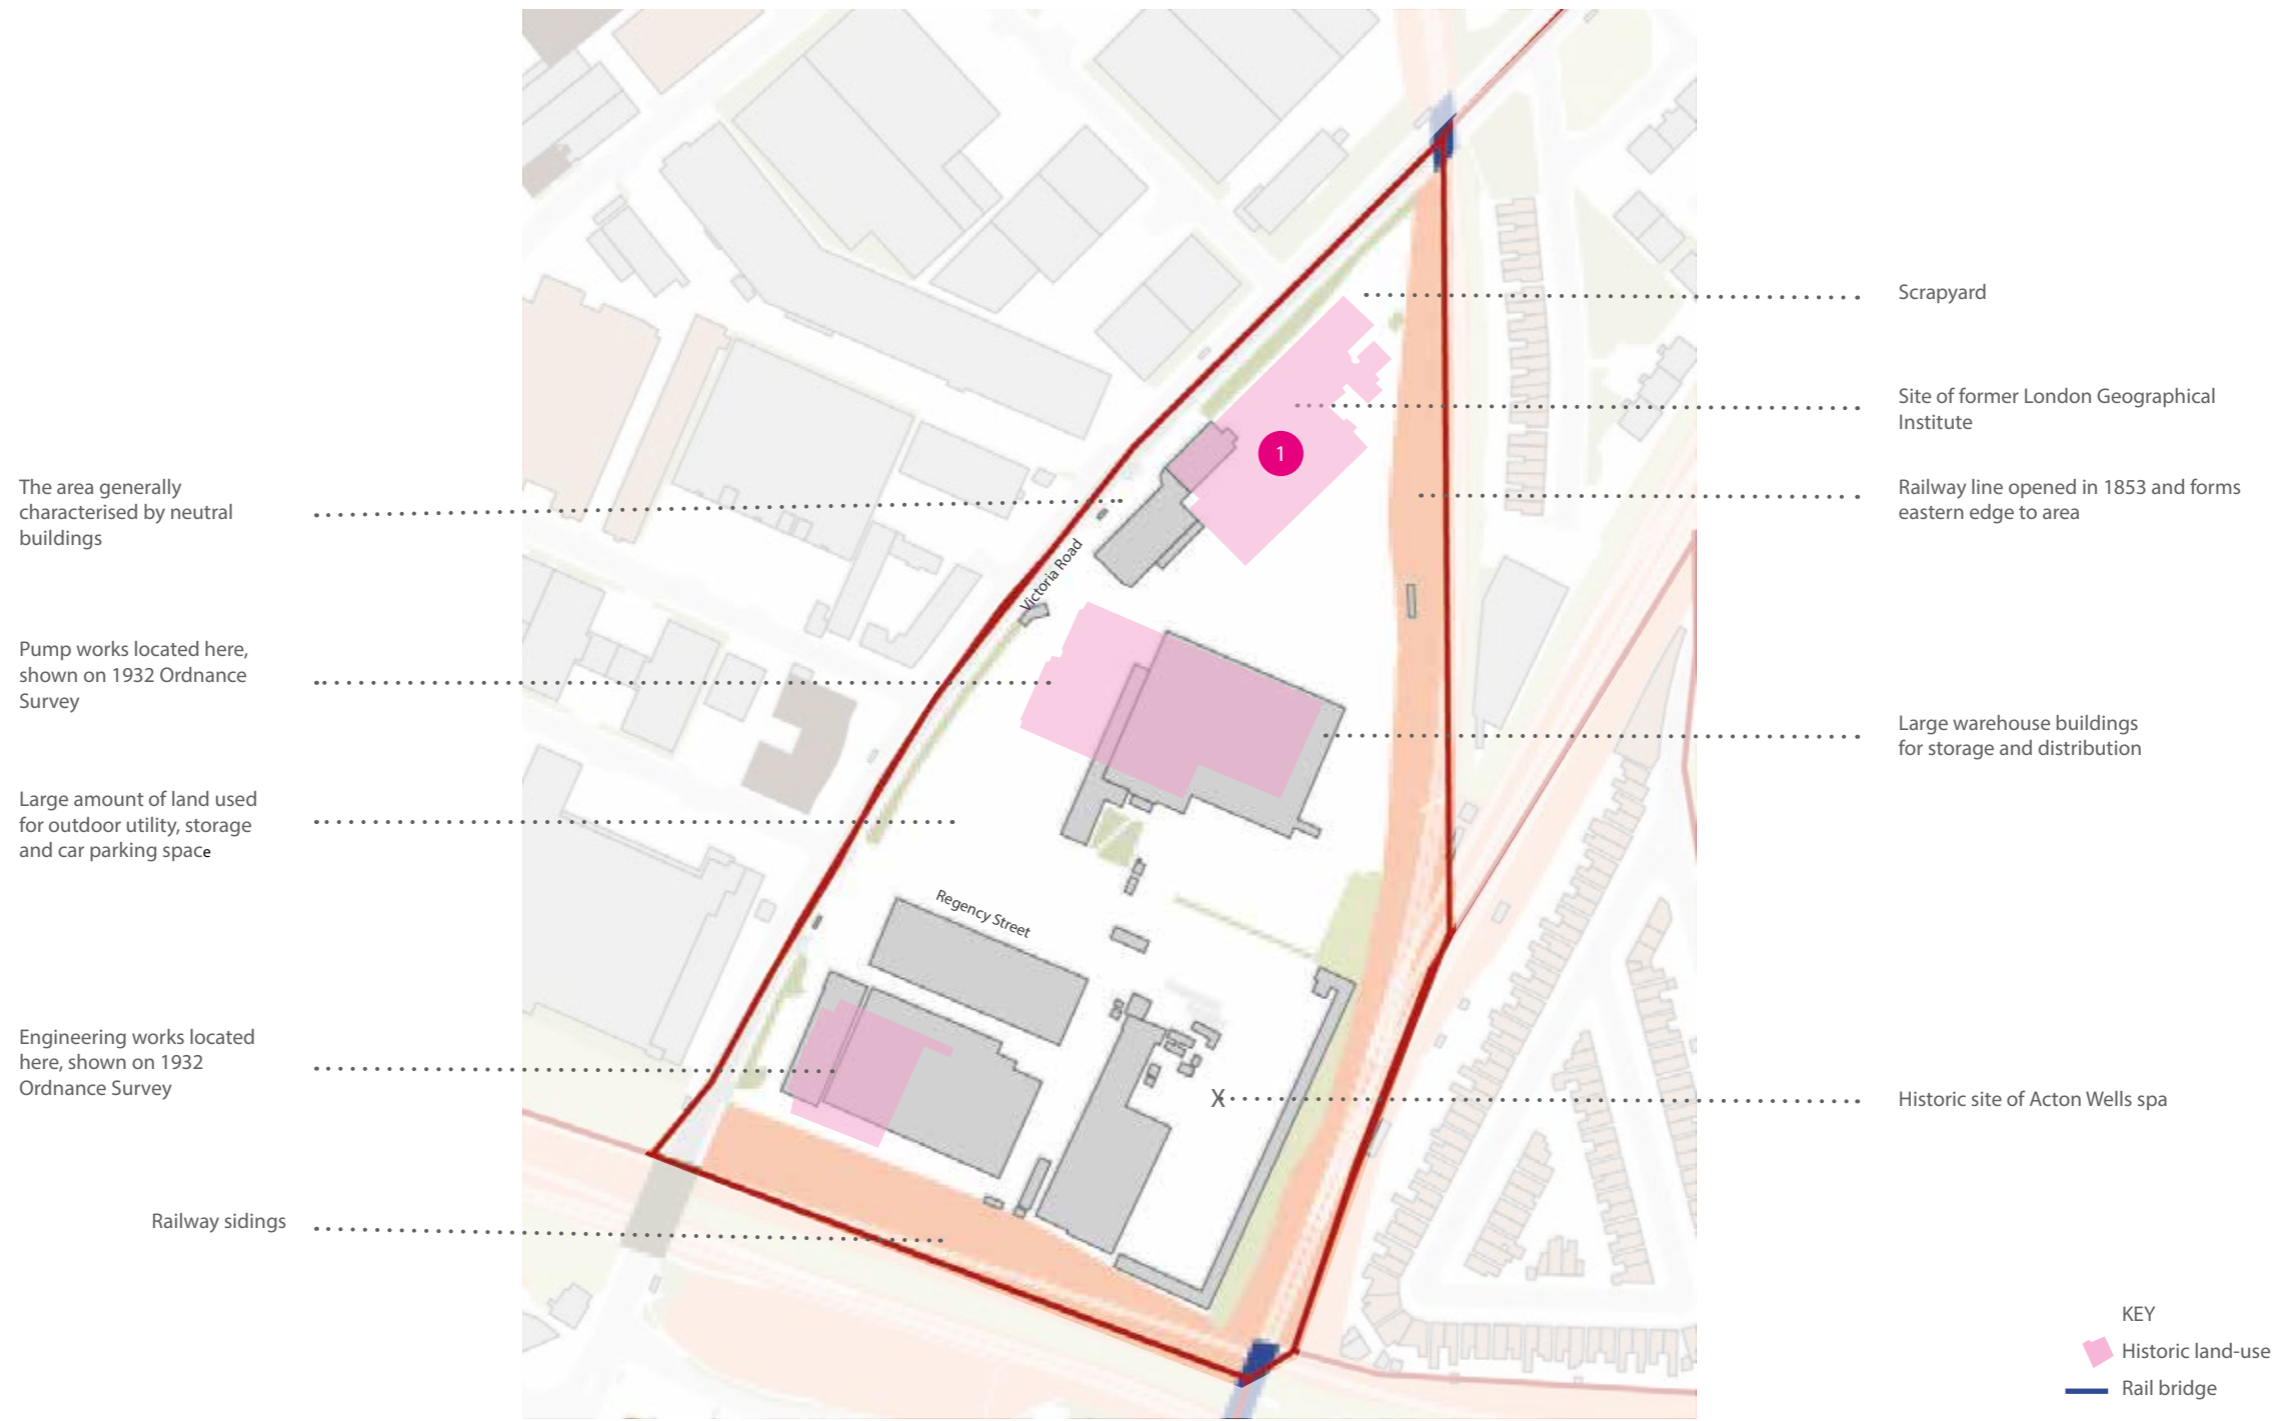 The area generally
characterised by neutral
buildings
Pump works located here,
shown on 1932 Ordnance
Survey
Large amount of land used
for outdoor utility, storage
and car parking space
Engineering works located
here, shown on 1932
Ordnance Survey
Railway sidings
Victoria Road
1
Regency Street
X
Scrapyard
Site of former London Geographical
Institute
Railway line opened in 1853 and forms
eastern edge to area
Large warehouse buildings
for storage and distribution
Historic site of Acton Wells spa
KEY
Historic land-use
Rail bridge